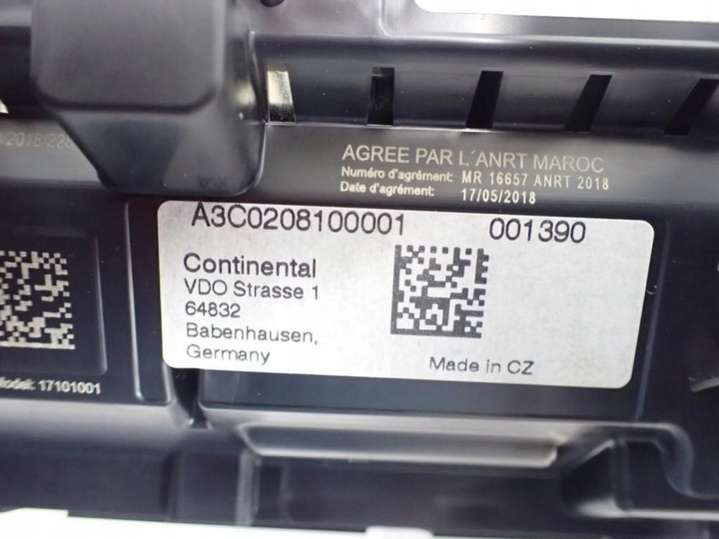 AGREE PAR L´ANRT MAROC
Numéro d'agrément: MR 16657 ANRT 2018
Date d'agrément: 17/05/2018
A3C0208100001 001390
Continental
VDO Strasse 1
64832
Babenhausen,
Germany
Made in CZ
Model: 17101001